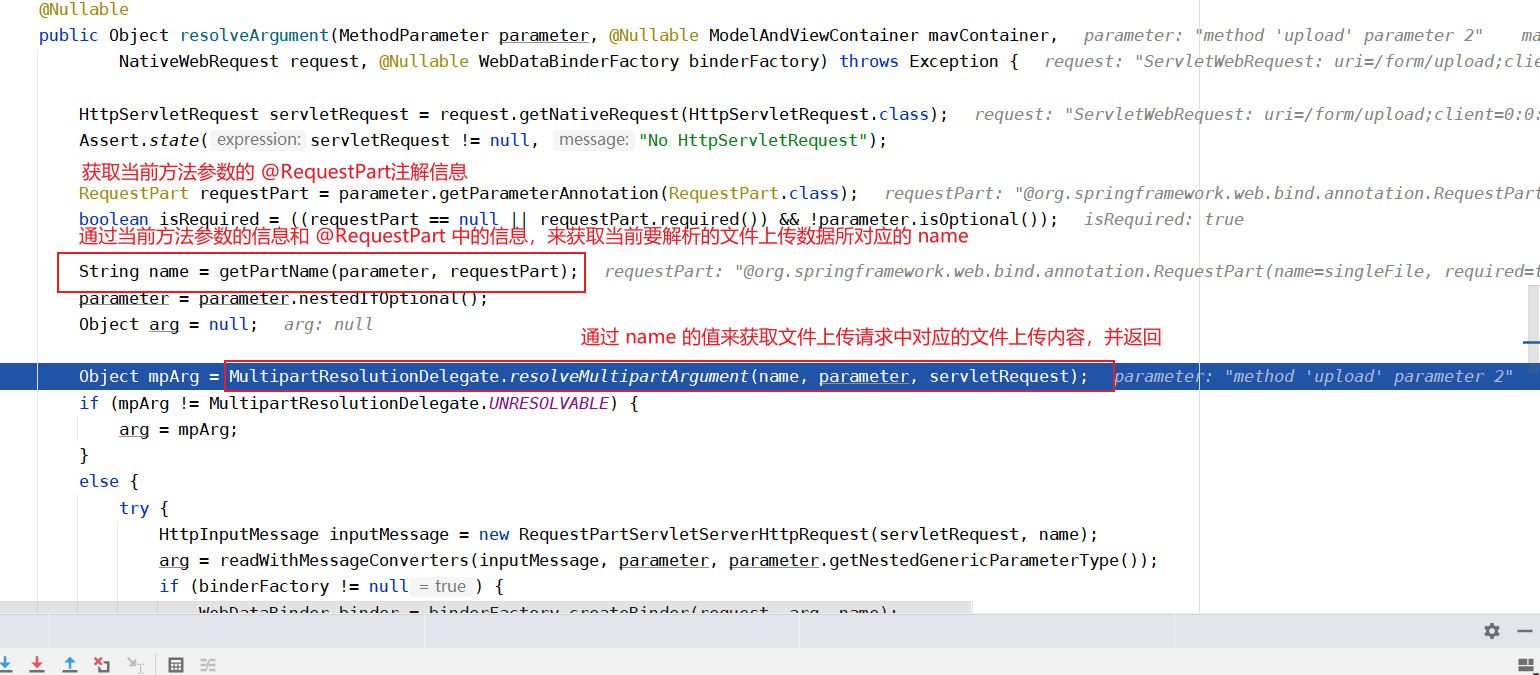 @Nullable
public Object resolveArgument(MethodParameter parameter, @Nullable ModelAndViewContainer mavContainer, parameter: "method 'upload' parameter 2" ma
NativeWebRequest request, @Nullable WebDataBinderFactory binderFactory) throws Exception { request: "ServletWebRequest: uri=/form/upload;clie
HttpServletRequest servletRequest = request.getNativeRequest(HttpServletRequest.class); request: "ServletWebRequest: uri=/form/upload;client=0:0:
Assert.state( expression: servletRequest != null, message: "No HttpServletRequest");
获取当前方法参数的 @RequestPart注解信息
RequestPart requestPart = parameter.getParameterAnnotation(RequestPart.class); requestPart: "@org.springframework.web.bind.annotation.RequestPart
boolean isRequired = ((requestPart == null || requestPart.required()) && !parameter.isOptional()); isRequired: true
通过当前方法参数的信息和 @RequestPart 中的信息，来获取当前要解析的文件上传数据所对应的 name
String name = getPartName(parameter, requestPart); requestPart: "@org.springframework.web.bind.annotation.RequestPart(name=singleFile, required=t
parameter = parameter.nestedIfOptional();
Object arg = null; arg: null
通过 name 的值来获取文件上传请求中对应的文件上传内容，并返回
Object mpArg = MultipartResolutionDelegate.resolveMultipartArgument(name, parameter, servletRequest); parameter: "method 'upload' parameter 2"
if (mpArg != MultipartResolutionDelegate.UNRESOLVABLE) {
arg = mpArg;
}
else {
try {
HttpInputMessage inputMessage = new RequestPartServletServerHttpRequest(servletRequest, name);
arg = readWithMessageConverters(inputMessage, parameter, parameter.getNestedGenericParameterType());
if (binderFactory != null = true ) {
WebDataBinder binder = binderFactory.createBinder(request, arg, name);